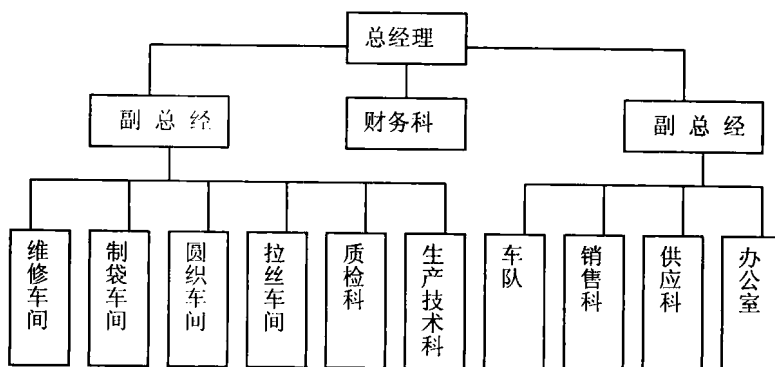 总经理
副总经
财务科
副总经
维修车间
制袋车间
圆织车间
拉丝车间
质检科
生产技术科
车队
销售科
供应科
办公室